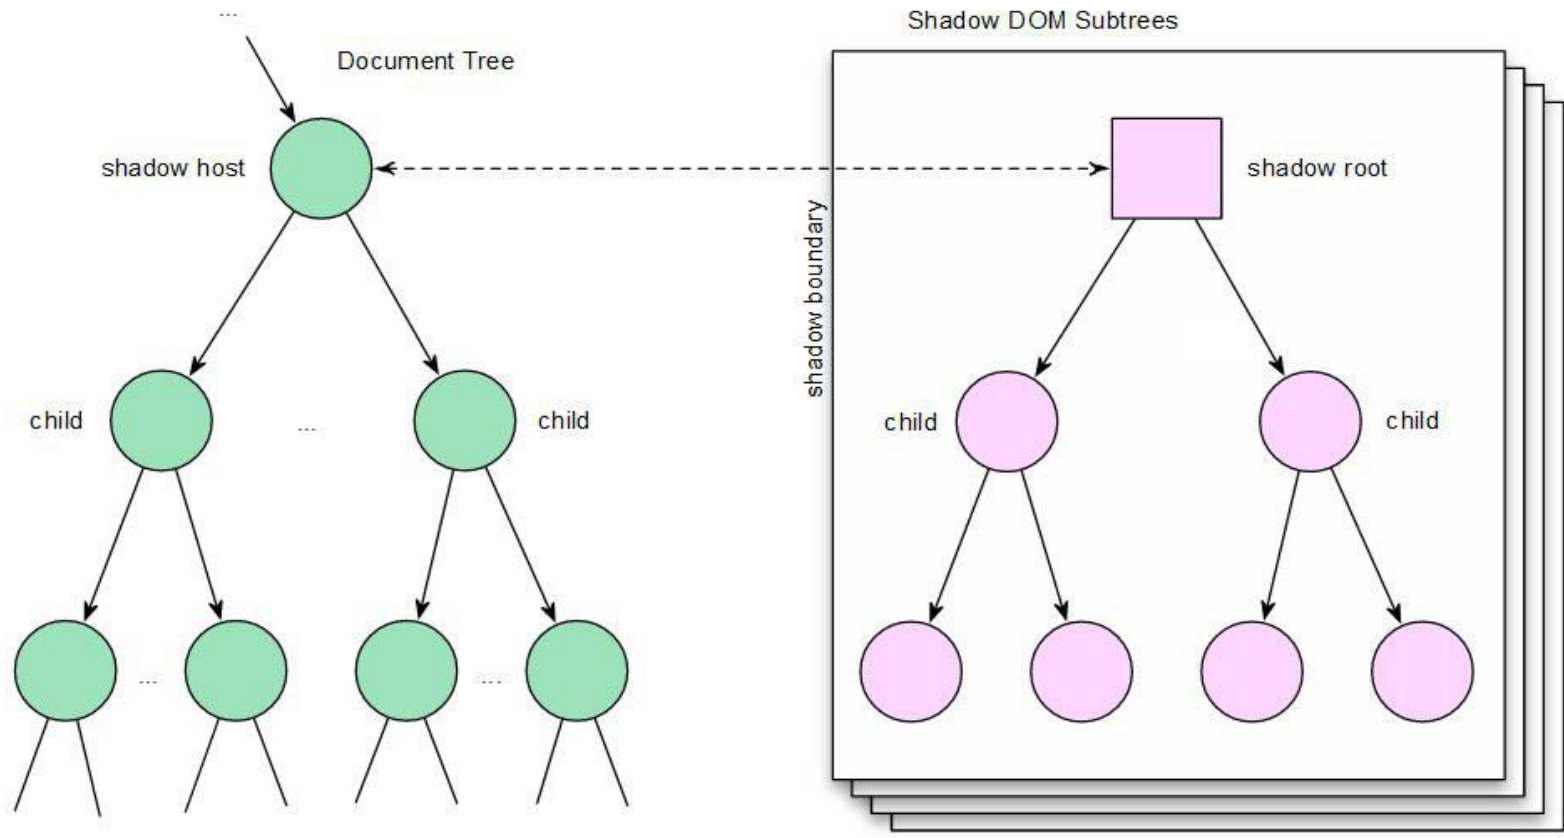 ...
Shadow DOM Subtrees
Document Tree
shadow host
shadow root
shadow boundary
child
...
child
child
child
...
...